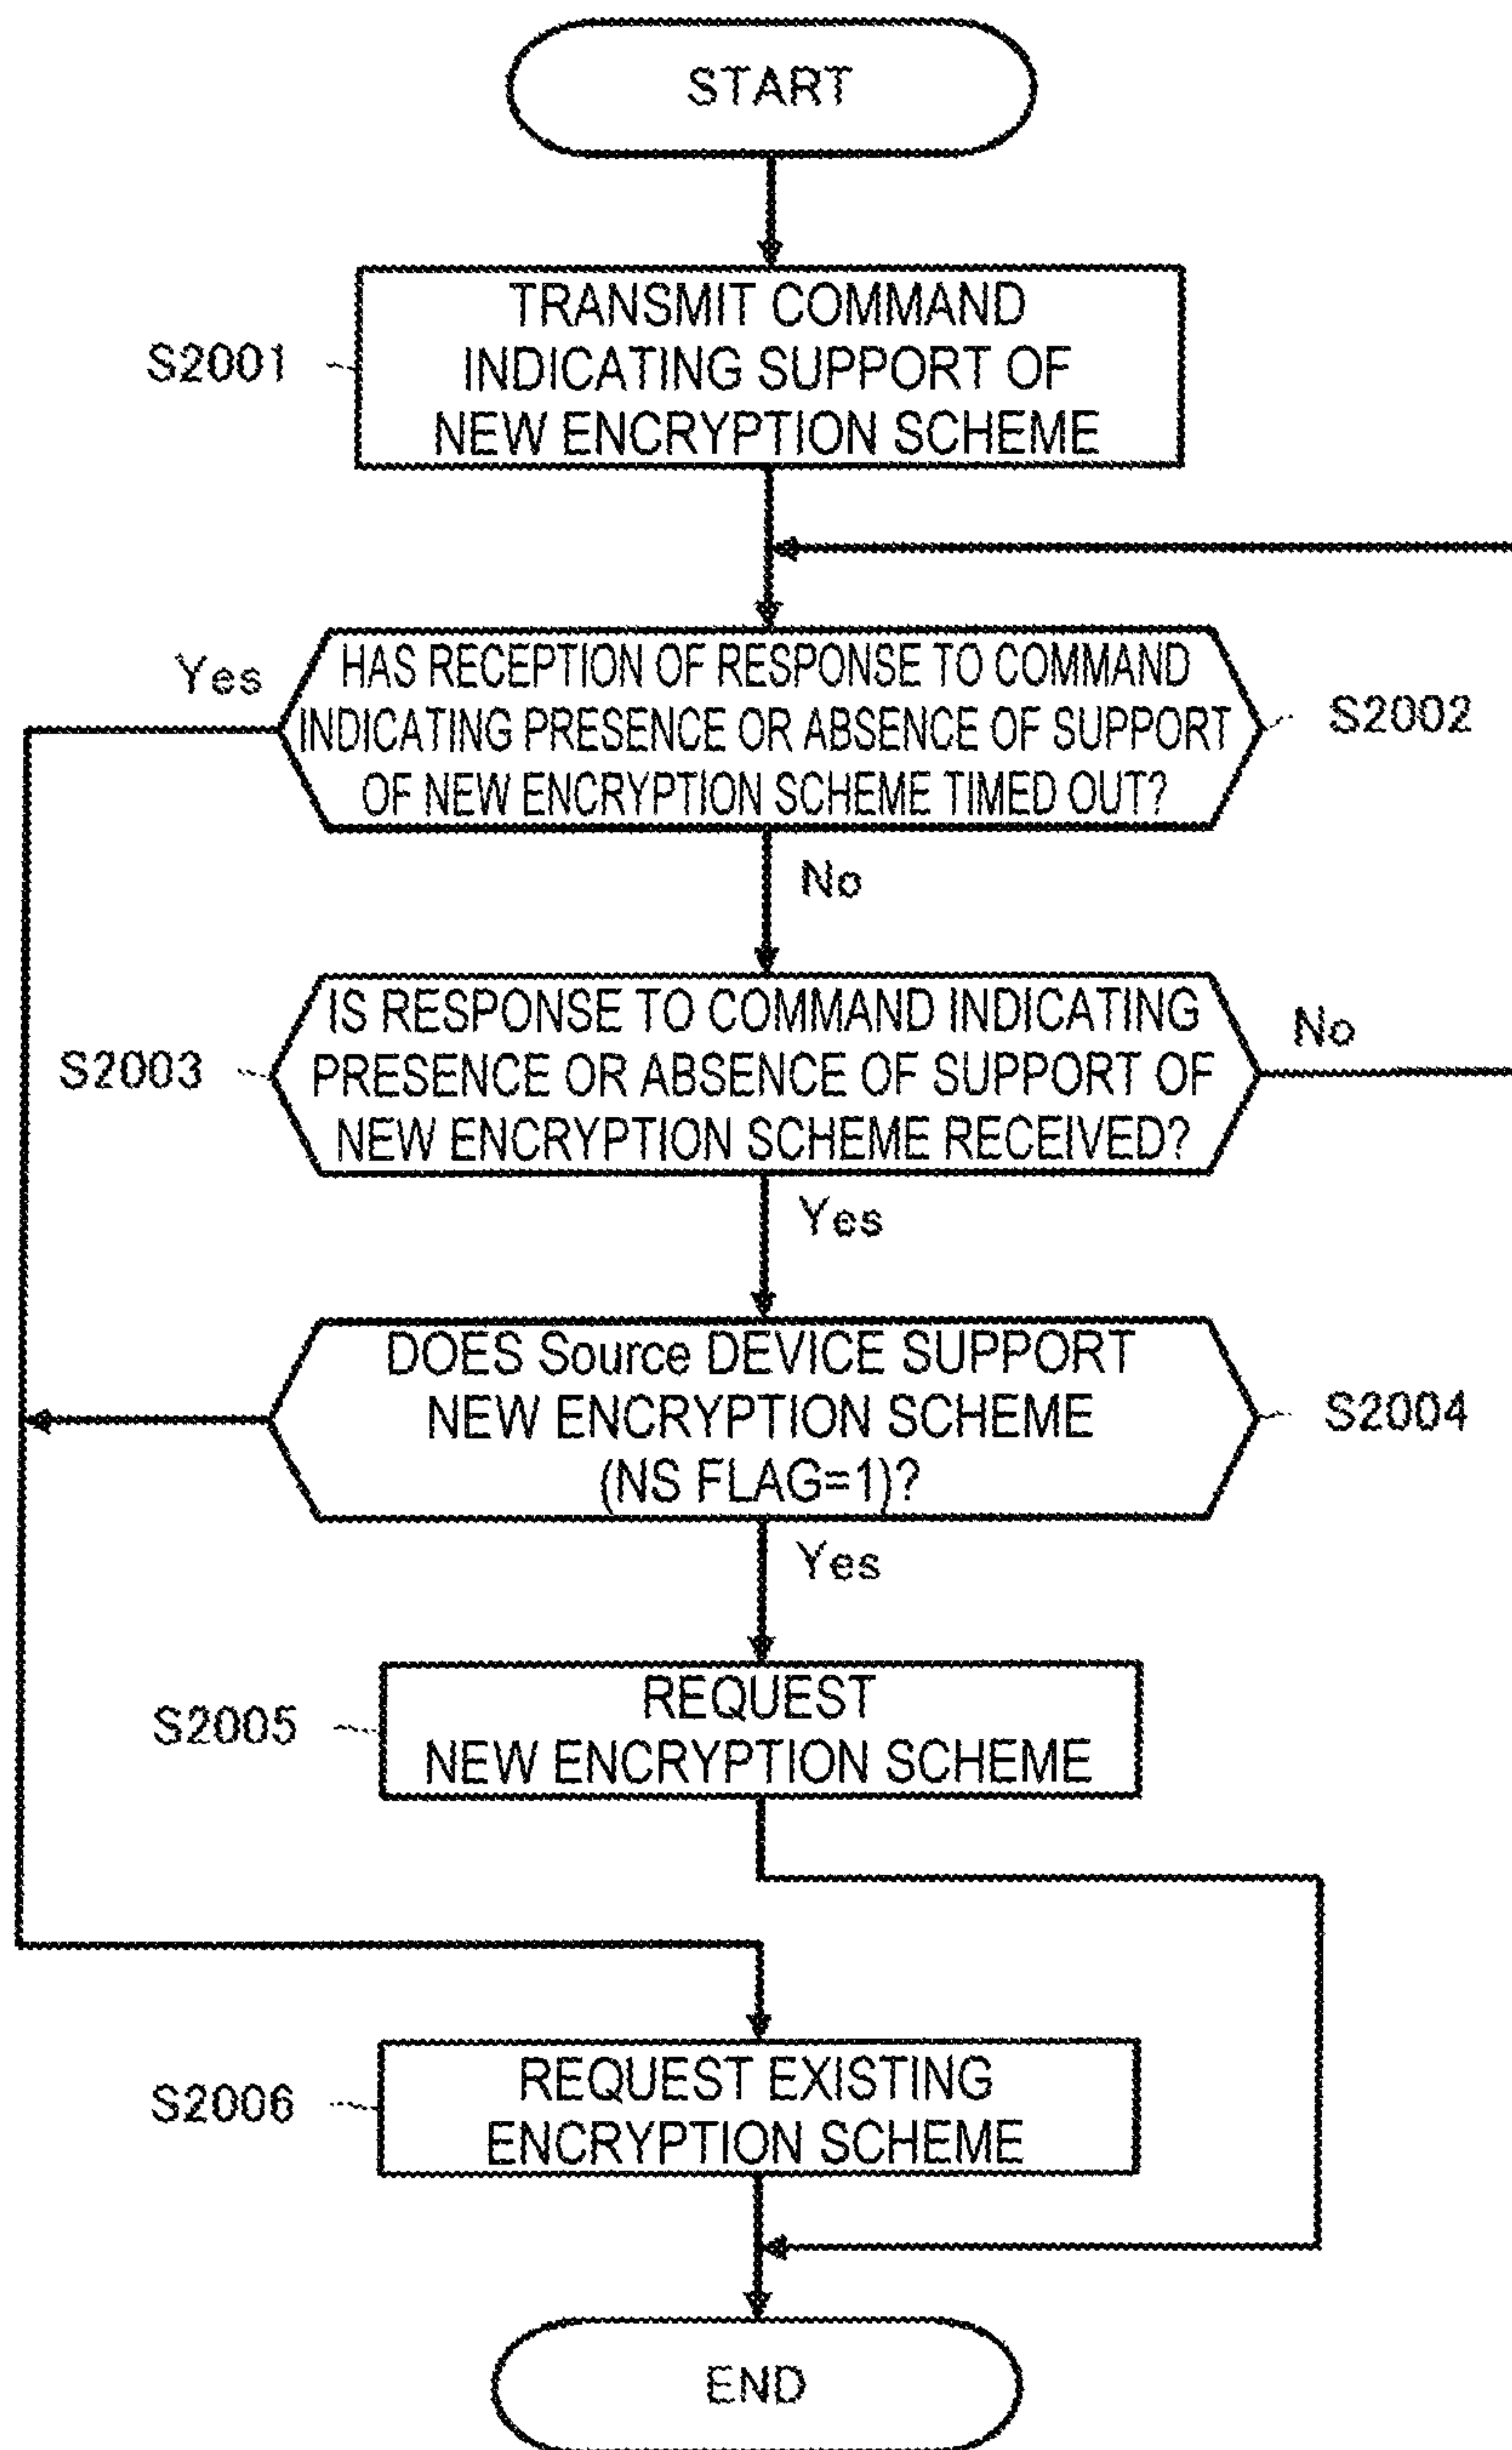 START
S2001
TRANSMIT COMMAND
INDICATING SUPPORT OF
NEW ENCRYPTION SCHEME
Yes
HAS RECEPTION OF RESPONSE TO COMMAND
INDICATING PRESENCE OR ABSENCE OF SUPPORT
OF NEW ENCRYPTION SCHEME TIMED OUT?
S2002
No
S2003
IS RESPONSE TO COMMAND INDICATING
PRESENCE OR ABSENCE OF SUPPORT OF
NEW ENCRYPTION SCHEME RECEIVED?
No
Yes
DOES Source DEVICE SUPPORT
NEW ENCRYPTION SCHEME
(NS FLAG=1)?
S2004
Yes
S2005
REQUEST
NEW ENCRYPTION SCHEME
S2006
REQUEST EXISTING
ENCRYPTION SCHEME
END